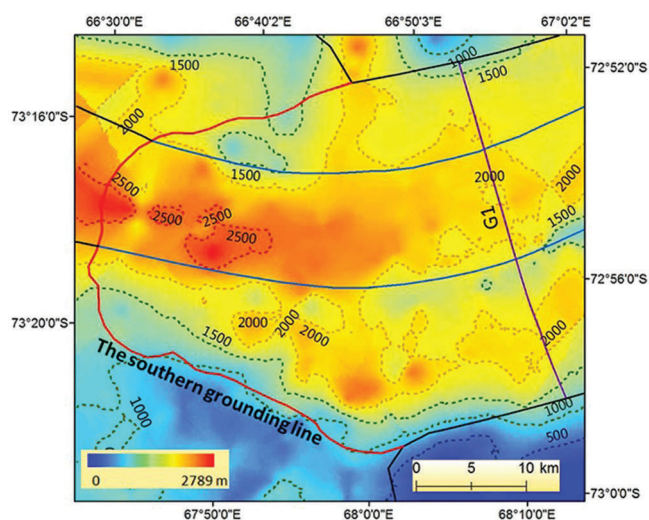 66°30'0"E 66°40'2 66°50'3 67°0'2
1000
72°52'0"S
1500
1500
73°16'0"S
2000
1500
2000
2000
2500
2500
2500
2500
G1
1500
72°56'0"S
73°20'0"S
1500
2000
2000
2000
2000
The southern grounding line
1000
1000
500
0 2789 m
0 5 10 km
73°0'0"S
67°50'0"E 68°0'0"E 68°10'0"E